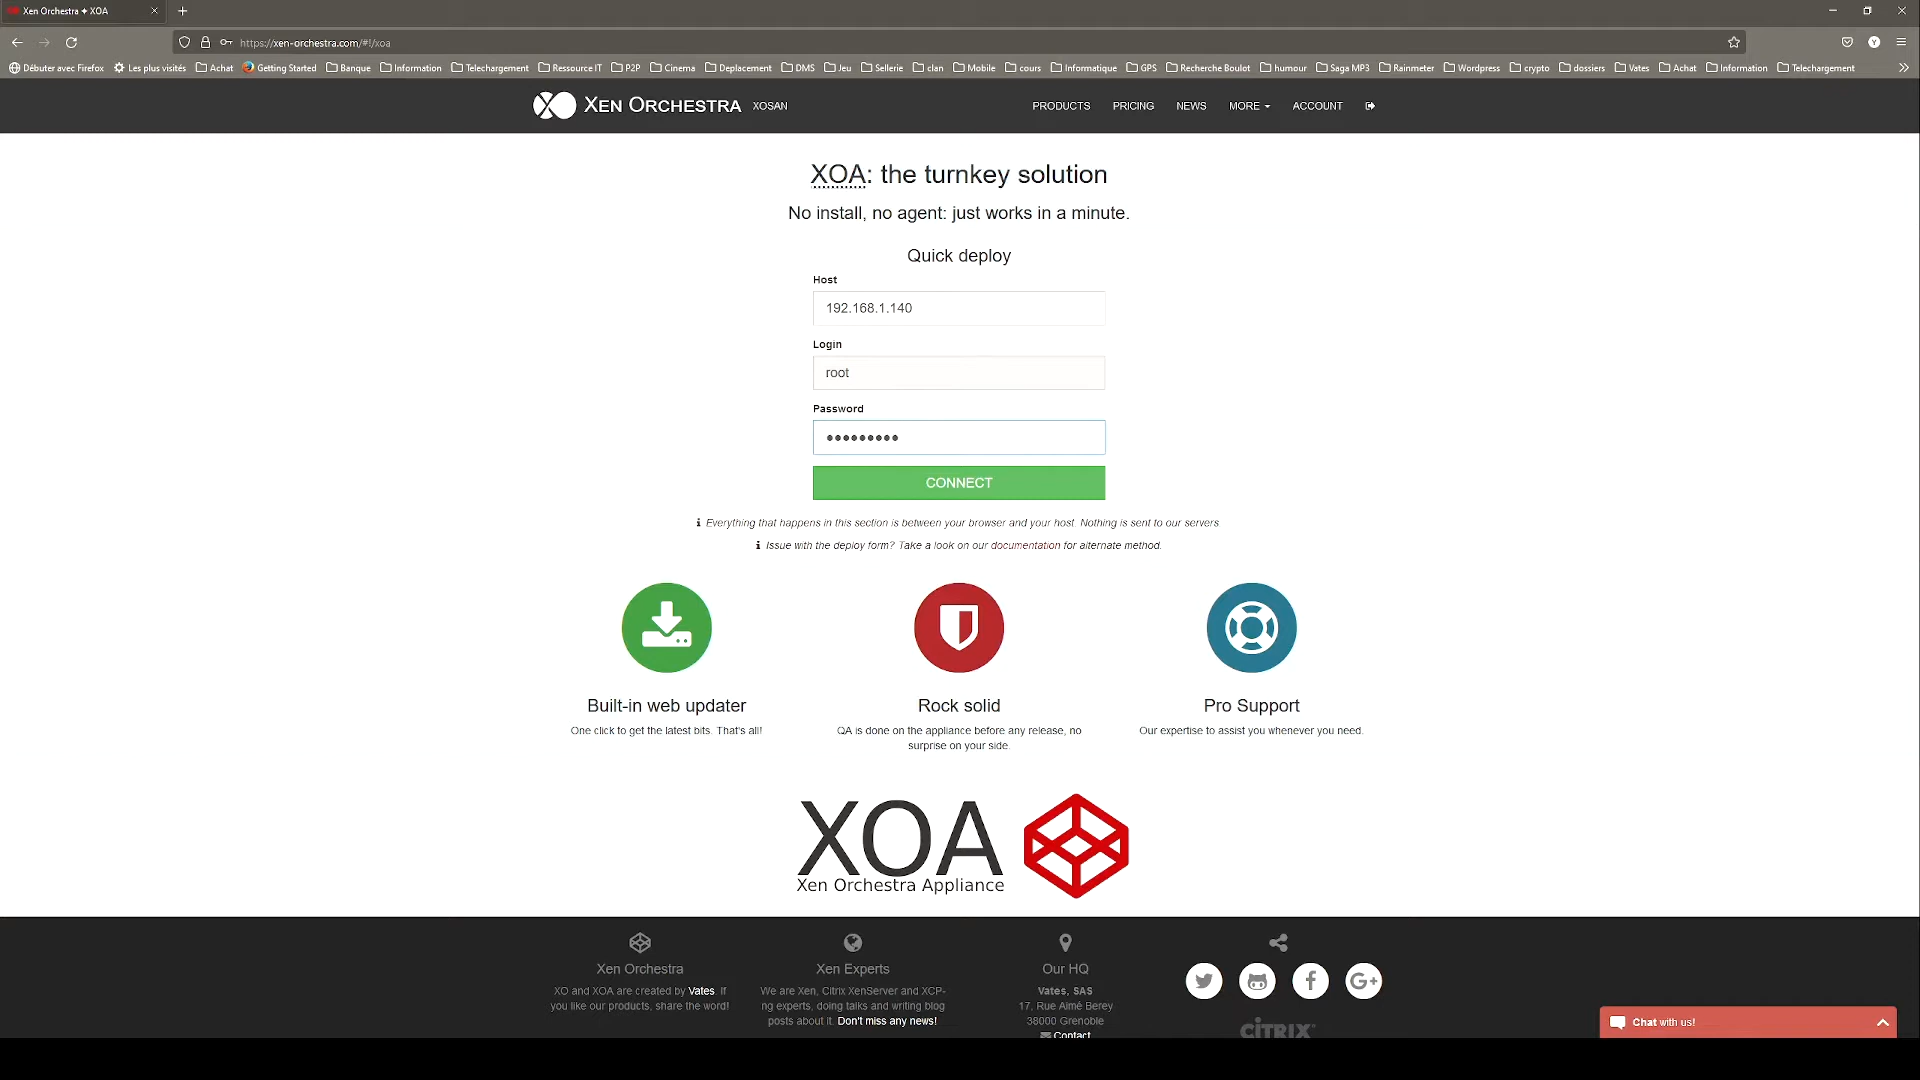 Xen Orchestra ✦ XOA
https://xen-orchestra.com/#!/xoa
Débuter avec Firefox Les plus visités Achat Getting Started Banque Information Telechargement Ressource IT P2P Cinema Deplacement DMS Jeu Sellerie clan Mobile cours Informatique GPS Recherche Boulot humour Saga MP3 Rainmeter Wordpress crypto dossiers Vates Achat Information Telechargement
XEN ORCHESTRA XOSAN PRODUCTS PRICING NEWS MORE ACCOUNT
XOA: the turnkey solution
No install, no agent: just works in a minute.
Quick deploy
Host
192.168.1.140
Login
root
Password
•••••••••
CONNECT
Everything that happens in this section is between your browser and your host. Nothing is sent to our servers.
Issue with the deploy form? Take a look on our documentation for alternate method.
Built-in web updater
One click to get the latest bits. That's all!
Rock solid
QA is done on the appliance before any release, no
surprise on your side.
Pro Support
Our expertise to assist you whenever you need.
XOA
Xen Orchestra Appliance
Xen Orchestra
XO and XOA are created by Vates. If
you like our products, share the word!
Xen Experts
We are Xen, Citrix XenServer and XCP-
ng experts, doing talks and writing blog
posts about it. Don't miss any news!
Our HQ
Vates, SAS
17, Rue Aimé Berey
38000 Grenoble
Contact
CİTRIX
Chat with us!